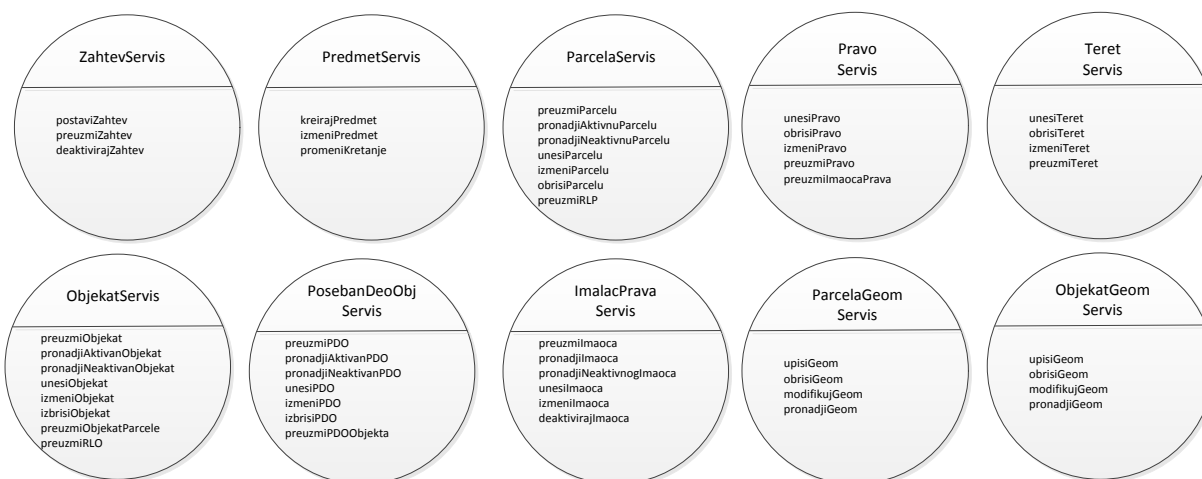 ZahtevServis
postaviZahtev
preuzmiZahtev
deaktivirajZahtev
PredmetServis
kreirajPredmet
izmeniPredmet
promeniKretanje
ParcelaServis
preuzmiParcelu
pronadjiAktivnuParcelu
pronadjiNeaktivnuParcelu
unesiParcelu
izmeniParcelu
obrisiParcelu
preuzmiRLP
Pravo
Servis
unesiPravo
obrisiPravo
izmeniPravo
preuzmiPravo
preuzmiImaocaPrava
Teret
Servis
unesiTeret
obrisiTeret
izmeniTeret
preuzmiTeret
ObjekatServis
preuzmiObjekat
pronadjiAktivanObjekat
pronadjiNeaktivanObjekat
unesiObjekat
izmeniObjekat
izbrisiObjekat
preuzmiObjekatParcele
preuzmiRLO
PosebanDeoObj
Servis
preuzmiPDO
pronadjiAktivanPDO
pronadjiNeaktivanPDO
unesiPDO
izmeniPDO
izbrisiPDO
preuzmiPDOObjekta
ImalacPrava
Servis
preuzmiImaoca
pronadjiImaoca
pronadjiNeaktivnogImaoca
unesiImaoca
izmeniImaoca
deaktivirajImaoca
ParcelaGeom
Servis
upisiGeom
obrisiGeom
modifikujGeom
pronadjiGeom
ObjekatGeom
Servis
upisiGeom
obrisiGeom
modifikujGeom
pronadjiGeom